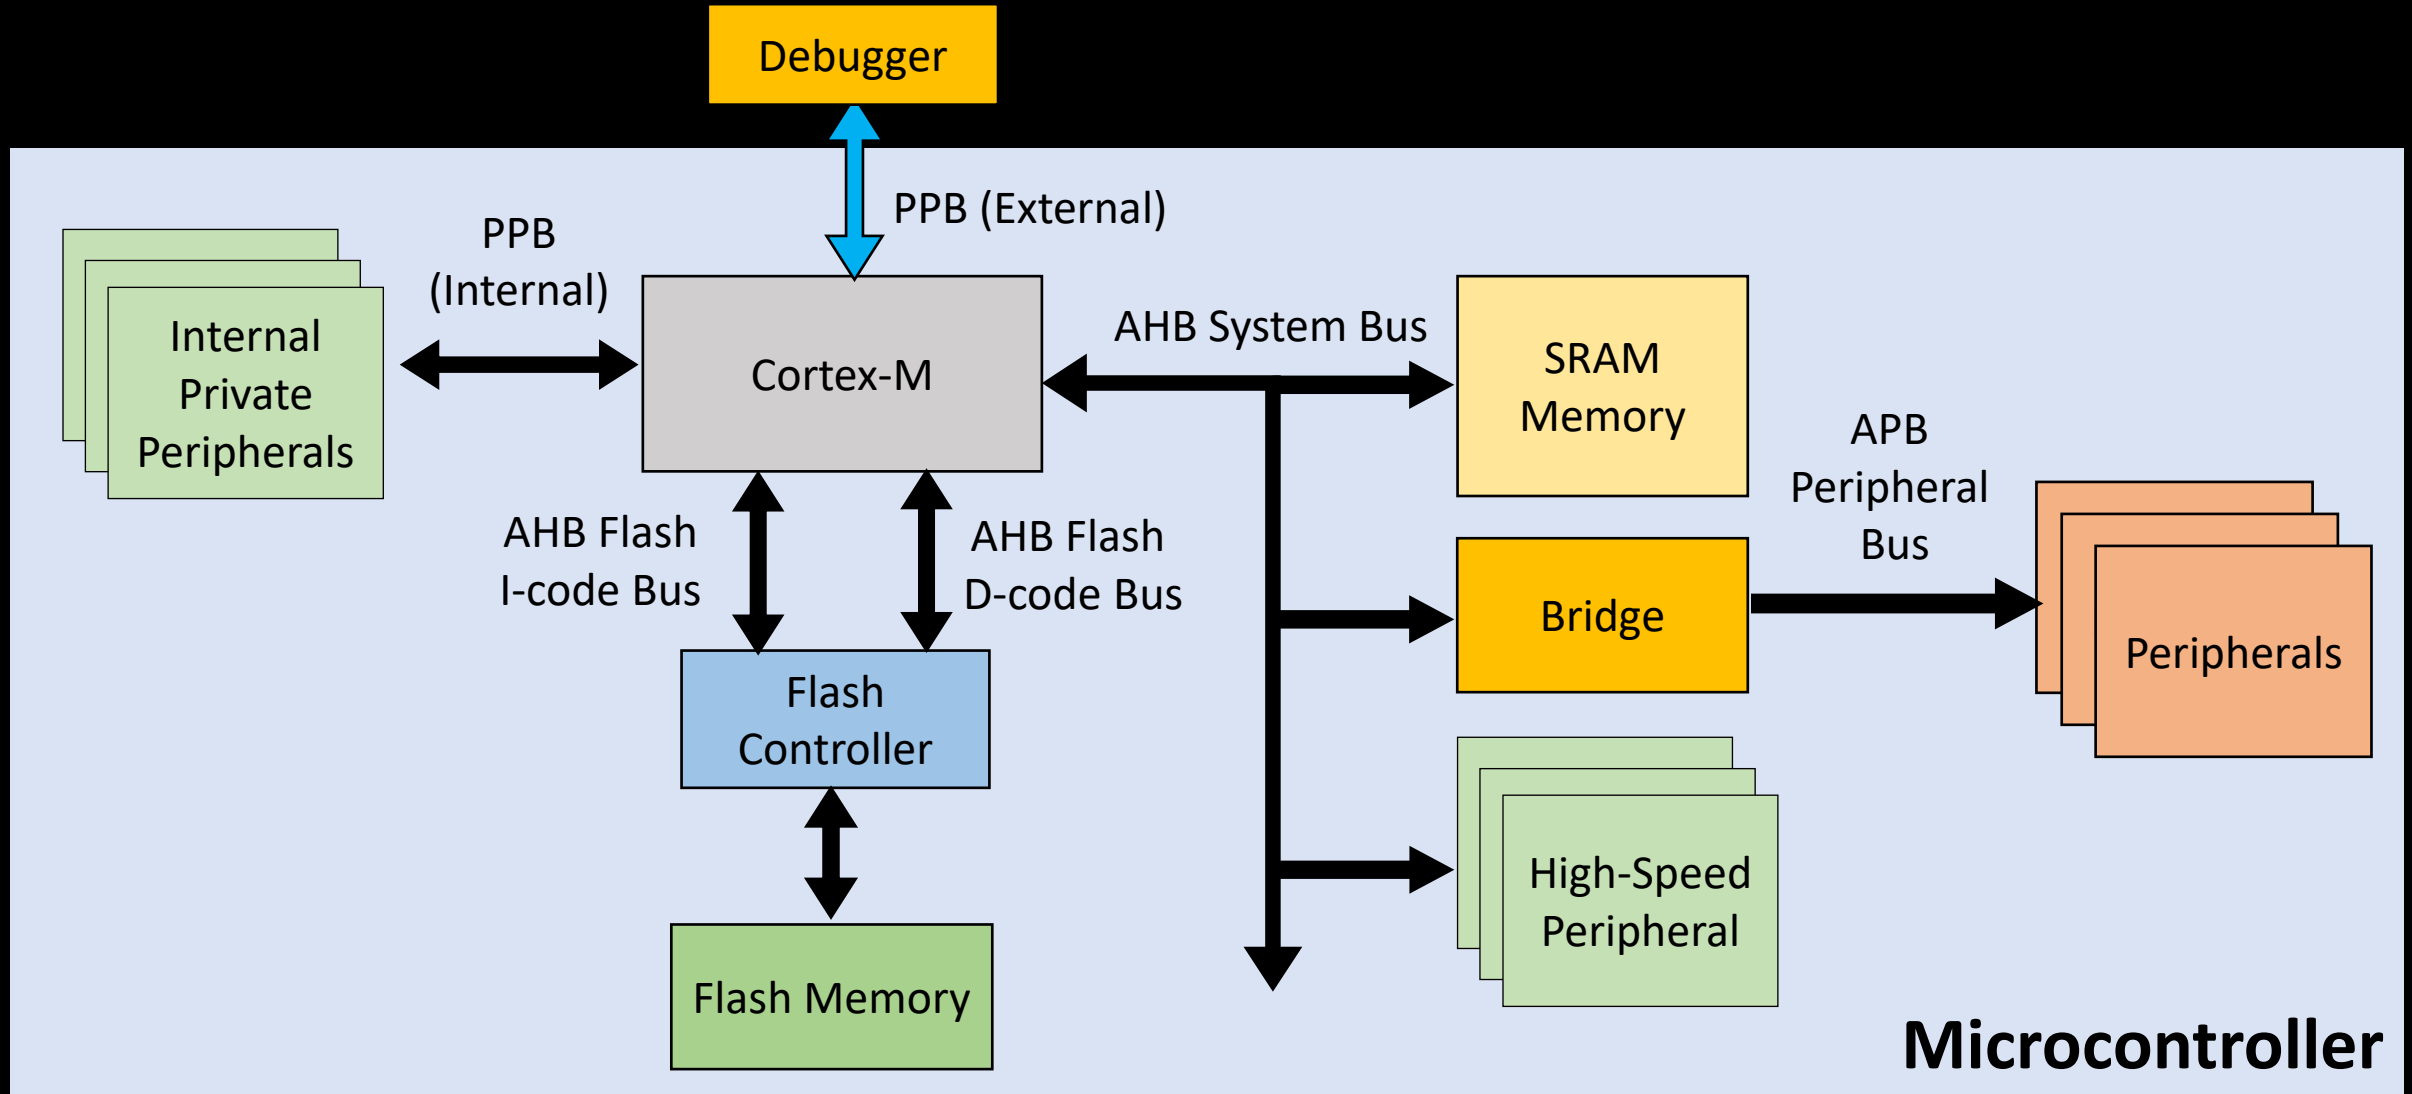 Debugger
PPB (External)
PPB
(Internal)
Internal
Private
Peripherals
Cortex-M
AHB System Bus
SRAM
Memory
APB
Peripheral
Bus
AHB Flash
I-code Bus
AHB Flash
D-code Bus
Bridge
Peripherals
Flash
Controller
High-Speed
Peripheral
Flash Memory
Microcontroller